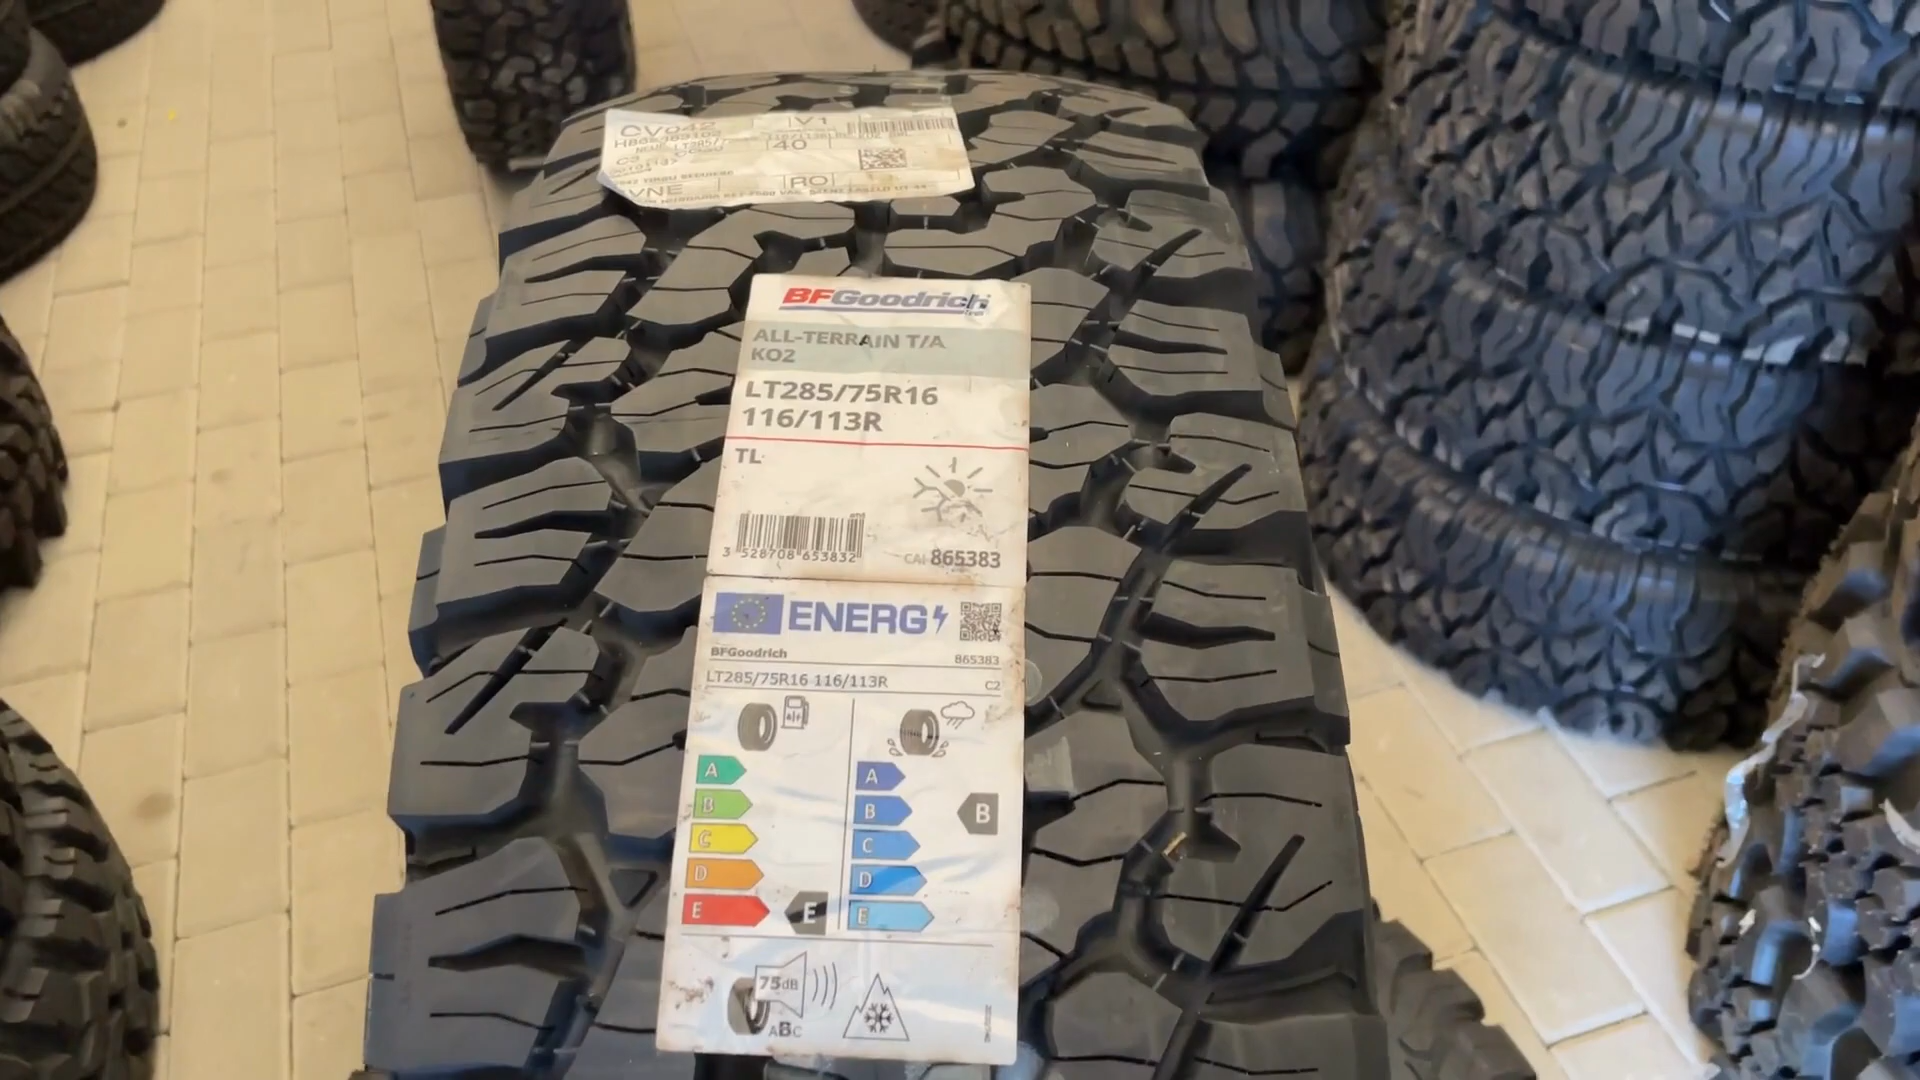 CV042 V1
40
VNE RO
BFGoodrich
ALL-TERRAIN T/A
KO2
LT285/75R16
116/113R
TL
3 528708 653832
CAI 865383
ENERG
BFGoodrich 865383
LT285/75R16 116/113R C2
A A
B B B
C C
D D
E E E
75dB
ABC